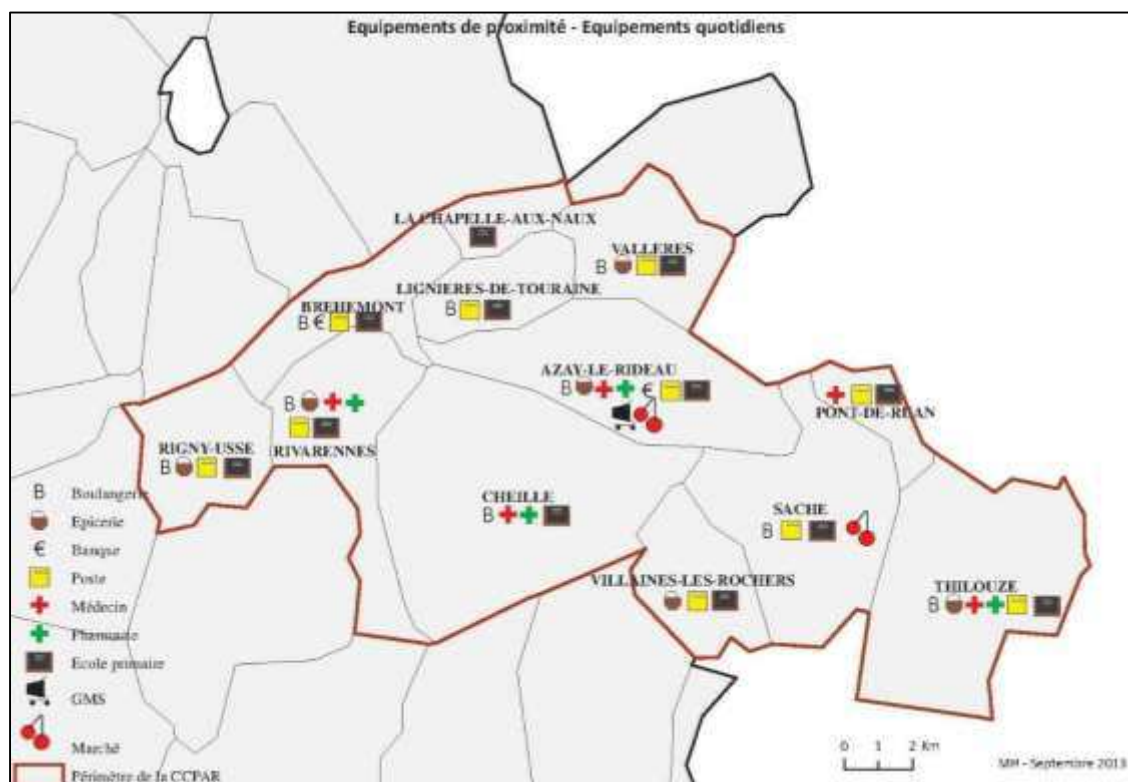 Equipements de proximité - Equipements quotidiens
LA CHAPELLE-AUX-NAUX
VALLERES
B
LIGNIERES-DE-TOURAINE
B
BREHEMONT
B €
AZAY-LE-RIDEAU
B €
PONT-DE-RUAN
B
RIVARENNES
RIGNY-USSE
B
CHEILLE
B
SACHE
B
VILLAINES-LES-ROCHERS
THILOUZE
B
B Boulangerie
Epicerie
€ Banque
Poste
Médecin
Pharmacie
Ecole primaire
GMS
Marché
Périmètre de la CCPAR
0 1 2 Km
MH - Septembre 2013